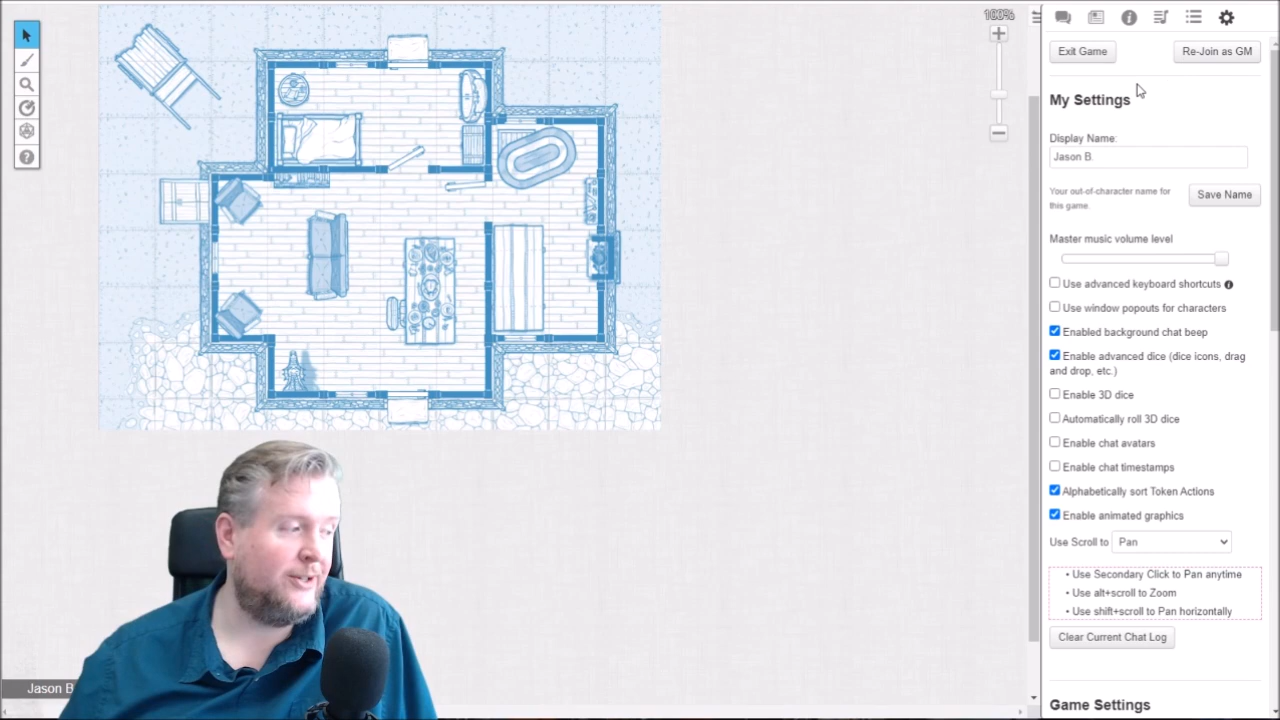 100%
Exit Game
Re-Join as GM
My Settings
Display Name:
Jason B.
Your out-of-character name for
this game.
Save Name
Master music volume level
Use advanced keyboard shortcuts
Use window popouts for characters
Enabled background chat beep
Enable advanced dice (dice icons, drag
and drop, etc.)
Enable 3D dice
Automatically roll 3D dice
Enable chat avatars
Enable chat timestamps
Alphabetically sort Token Actions
Enable animated graphics
Use Scroll to Pan
• Use Secondary Click to Pan anytime
• Use alt+scroll to Zoom
• Use shift+scroll to Pan horizontally
Clear Current Chat Log
Game Settings
Jason B